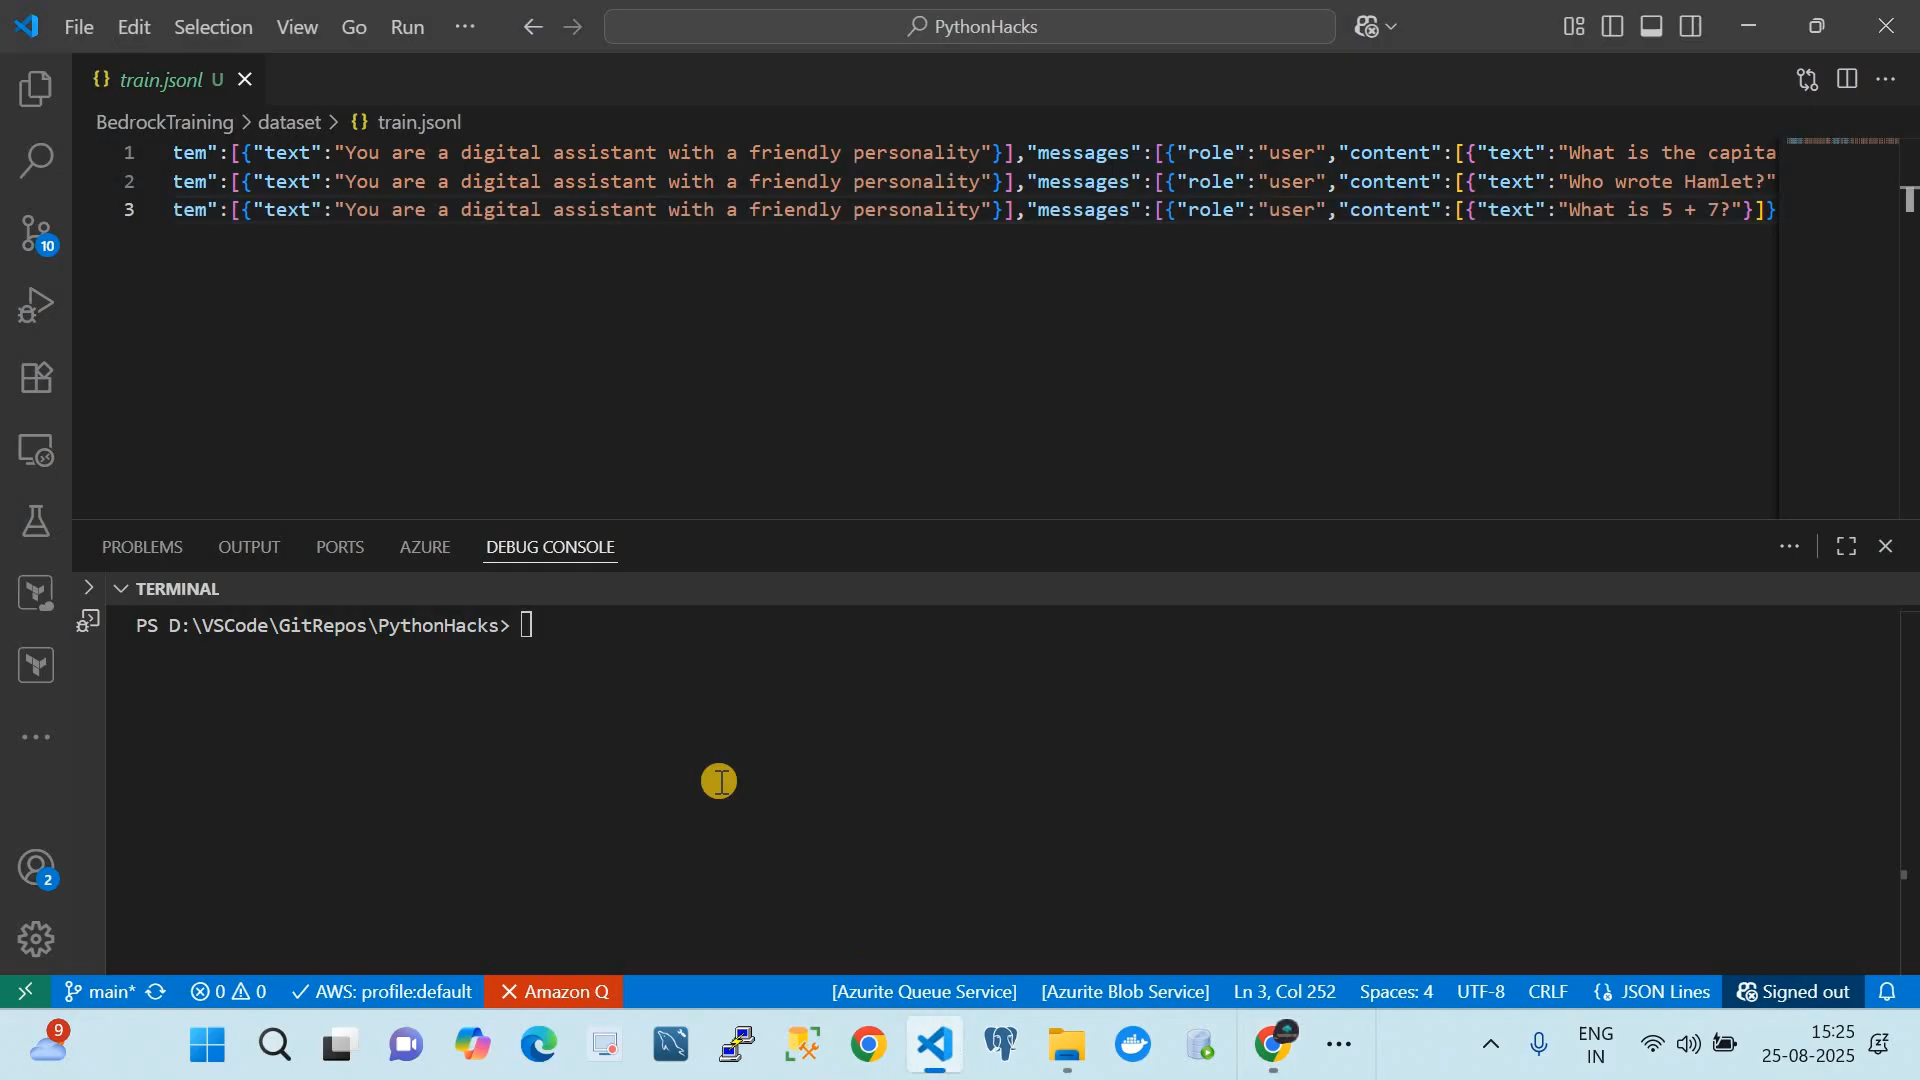 File Edit Selection View Go Run ··· PythonHacks
train.jsonl U
BedrockTraining > dataset > {} train.jsonl
1 tem":[{"text":"You are a digital assistant with a friendly personality"}],"messages":[{"role":"user","content":[{"text":"What is the capita
2 tem":[{"text":"You are a digital assistant with a friendly personality"}],"messages":[{"role":"user","content":[{"text":"Who wrote Hamlet?"
3 tem":[{"text":"You are a digital assistant with a friendly personality"}],"messages":[{"role":"user","content":[{"text":"What is 5 + 7?"}]}
10
PROBLEMS OUTPUT PORTS AZURE DEBUG CONSOLE
TERMINAL
PS D:\VSCode\GitRepos\PythonHacks>
2
main* 0 0 AWS: profile:default Amazon Q [Azurite Queue Service] [Azurite Blob Service] Ln 3, Col 252 Spaces: 4 UTF-8 CRLF {} JSON Lines Signed out
9
ENG
IN
15:25
25-08-2025